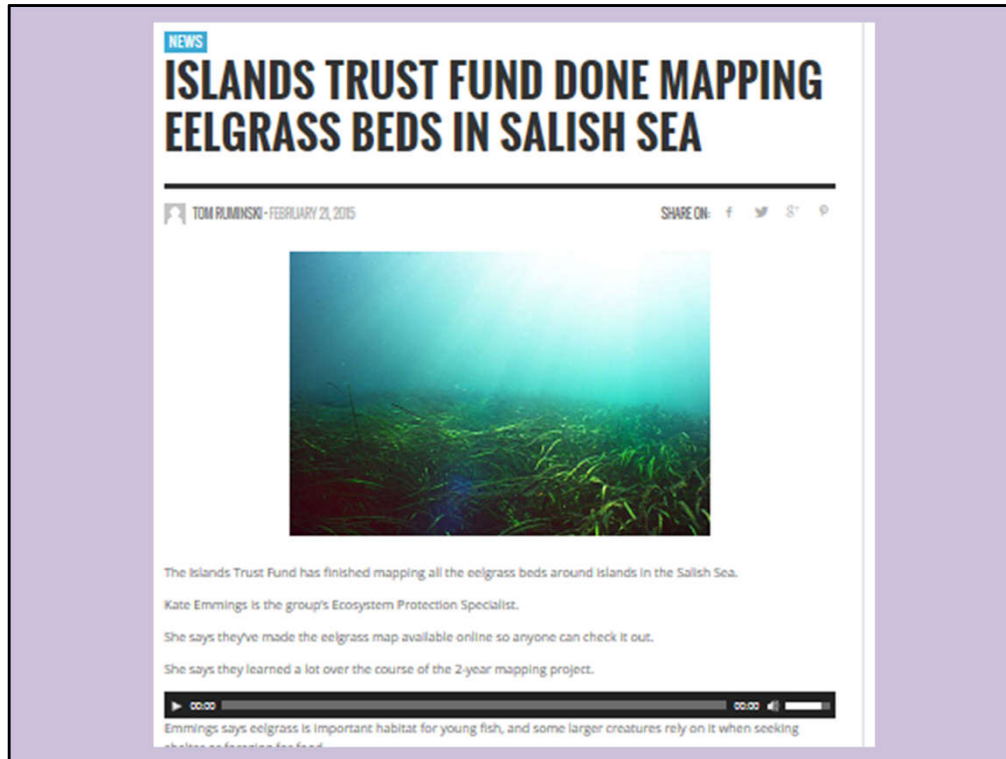 NEWS
ISLANDS TRUST FUND DONE MAPPING
EELGRASS BEDS IN SALISH SEA
TOM RUMINSKI - FEBRUARY 21, 2015
SHARE ON: f g+
The Islands Trust Fund has finished mapping all the eelgrass beds around islands in the Salish Sea.
Kate Emmings is the group's Ecosystem Protection Specialist.
She says they've made the eelgrass map available online so anyone can check it out.
She says they learned a lot over the course of the 2-year mapping project.
00:00 00:00
Emmings says eelgrass is important habitat for young fish, and some larger creatures rely on it when seeking
shelter or foraging for food.